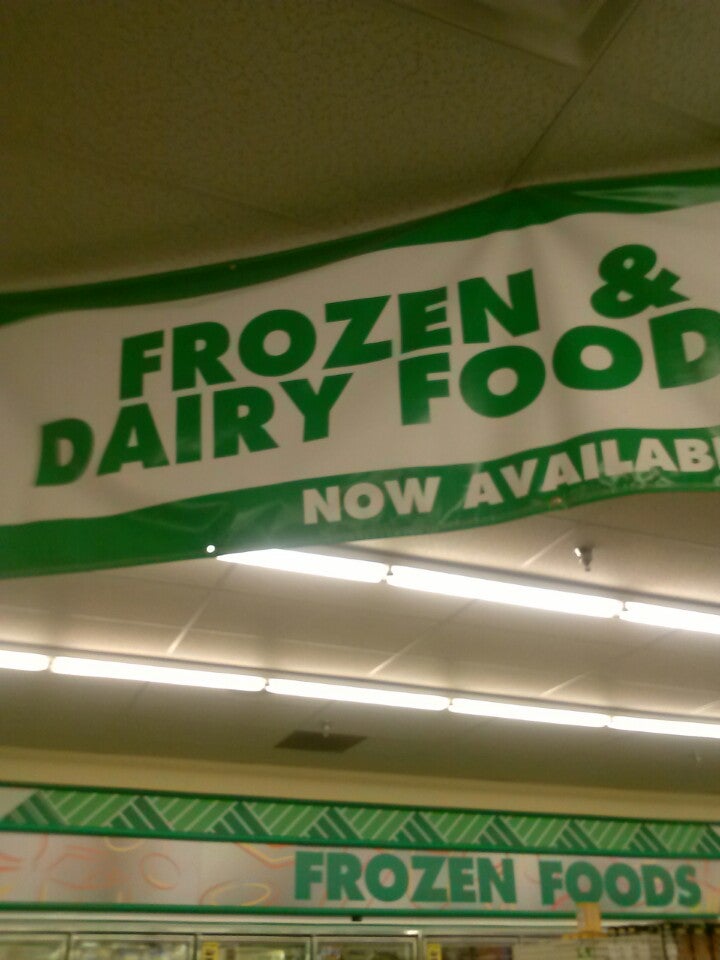 FROZEN &
DAIRY FOOD
NOW AVAILAB
FROZEN FOODS